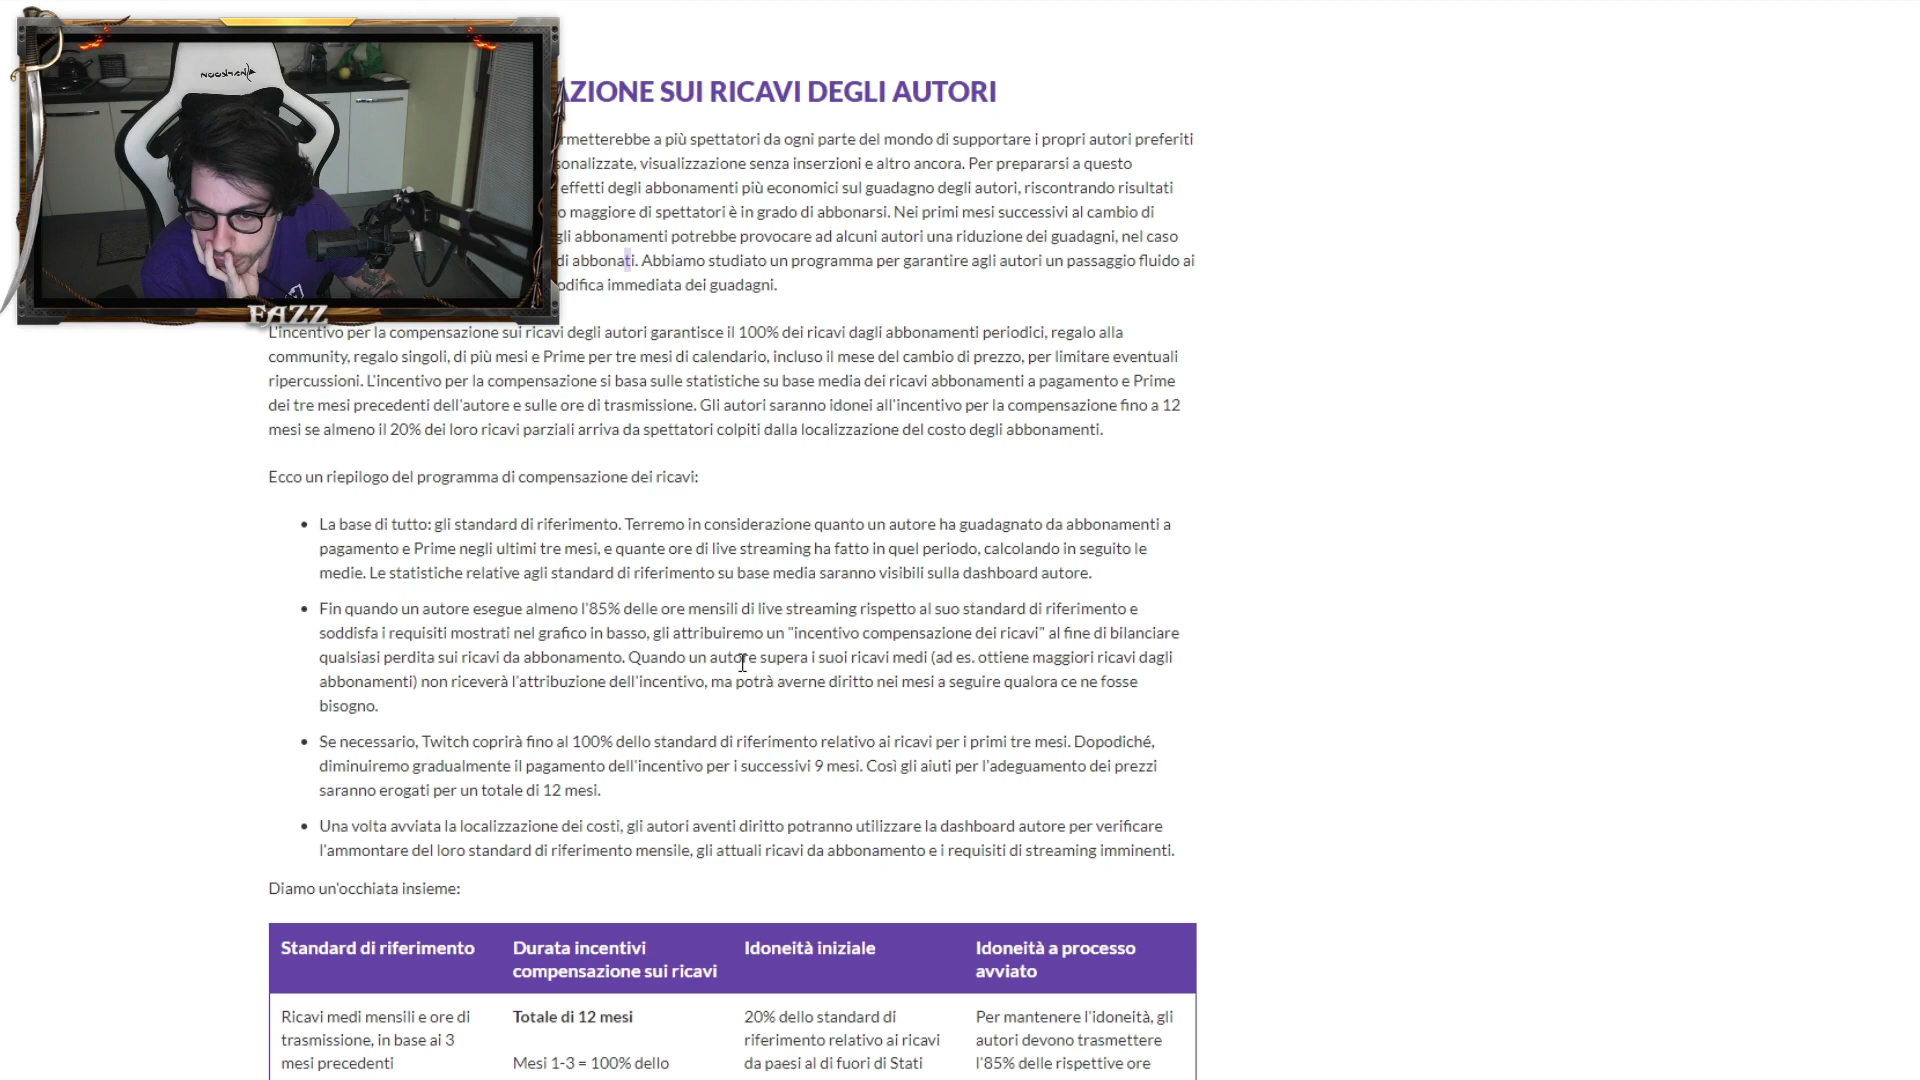 AZIONE SUI RICAVI DEGLI AUTORI
rmetterebbe a più spettatori da ogni parte del mondo di supportare i propri autori preferiti
sonalizzate, visualizzazione senza inserzioni e altro ancora. Per prepararsi a questo
effetti degli abbonamenti più economici sul guadagno degli autori, riscontrando risultati
o maggiore di spettatori è in grado di abbonarsi. Nei primi mesi successivi al cambio di
gli abbonamenti potrebbe provocare ad alcuni autori una riduzione dei guadagni, nel caso
di abbonati. Abbiamo studiato un programma per garantire agli autori un passaggio fluido ai
odifica immediata dei guadagni.
FAZZ
L'incentivo per la compensazione sui ricavi degli autori garantisce il 100% dei ricavi dagli abbonamenti periodici, regalo alla
community, regalo singoli, di più mesi e Prime per tre mesi di calendario, incluso il mese del cambio di prezzo, per limitare eventuali
ripercussioni. L'incentivo per la compensazione si basa sulle statistiche su base media dei ricavi abbonamenti a pagamento e Prime
dei tre mesi precedenti dell'autore e sulle ore di trasmissione. Gli autori saranno idonei all'incentivo per la compensazione fino a 12
mesi se almeno il 20% dei loro ricavi parziali arriva da spettatori colpiti dalla localizzazione del costo degli abbonamenti.
Ecco un riepilogo del programma di compensazione dei ricavi:
• La base di tutto: gli standard di riferimento. Terremo in considerazione quanto un autore ha guadagnato da abbonamenti a
pagamento e Prime negli ultimi tre mesi, e quante ore di live streaming ha fatto in quel periodo, calcolando in seguito le
medie. Le statistiche relative agli standard di riferimento su base media saranno visibili sulla dashboard autore.
• Fin quando un autore esegue almeno l'85% delle ore mensili di live streaming rispetto al suo standard di riferimento e
soddisfa i requisiti mostrati nel grafico in basso, gli attribuiremo un "incentivo compensazione dei ricavi" al fine di bilanciare
qualsiasi perdita sui ricavi da abbonamento. Quando un autore supera i suoi ricavi medi (ad es. ottiene maggiori ricavi dagli
abbonamenti) non riceverà l'attribuzione dell'incentivo, ma potrà averne diritto nei mesi a seguire qualora ce ne fosse
bisogno.
• Se necessario, Twitch coprirà fino al 100% dello standard di riferimento relativo ai ricavi per i primi tre mesi. Dopodiché,
diminuiremo gradualmente il pagamento dell'incentivo per i successivi 9 mesi. Così gli aiuti per l'adeguamento dei prezzi
saranno erogati per un totale di 12 mesi.
• Una volta avviata la localizzazione dei costi, gli autori aventi diritto potranno utilizzare la dashboard autore per verificare
l'ammontare del loro standard di riferimento mensile, gli attuali ricavi da abbonamento e i requisiti di streaming imminenti.
Diamo un'occhiata insieme:
Standard di riferimento
Durata incentivi
compensazione sui ricavi
Idoneità iniziale
Idoneità a processo
avviato
Ricavi medi mensili e ore di
trasmissione, in base ai 3
mesi precedenti
Totale di 12 mesi
Mesi 1-3 = 100% dello
20% dello standard di
riferimento relativo ai ricavi
da paesi al di fuori di Stati
Per mantenere l'idoneità, gli
autori devono trasmettere
l'85% delle rispettive ore